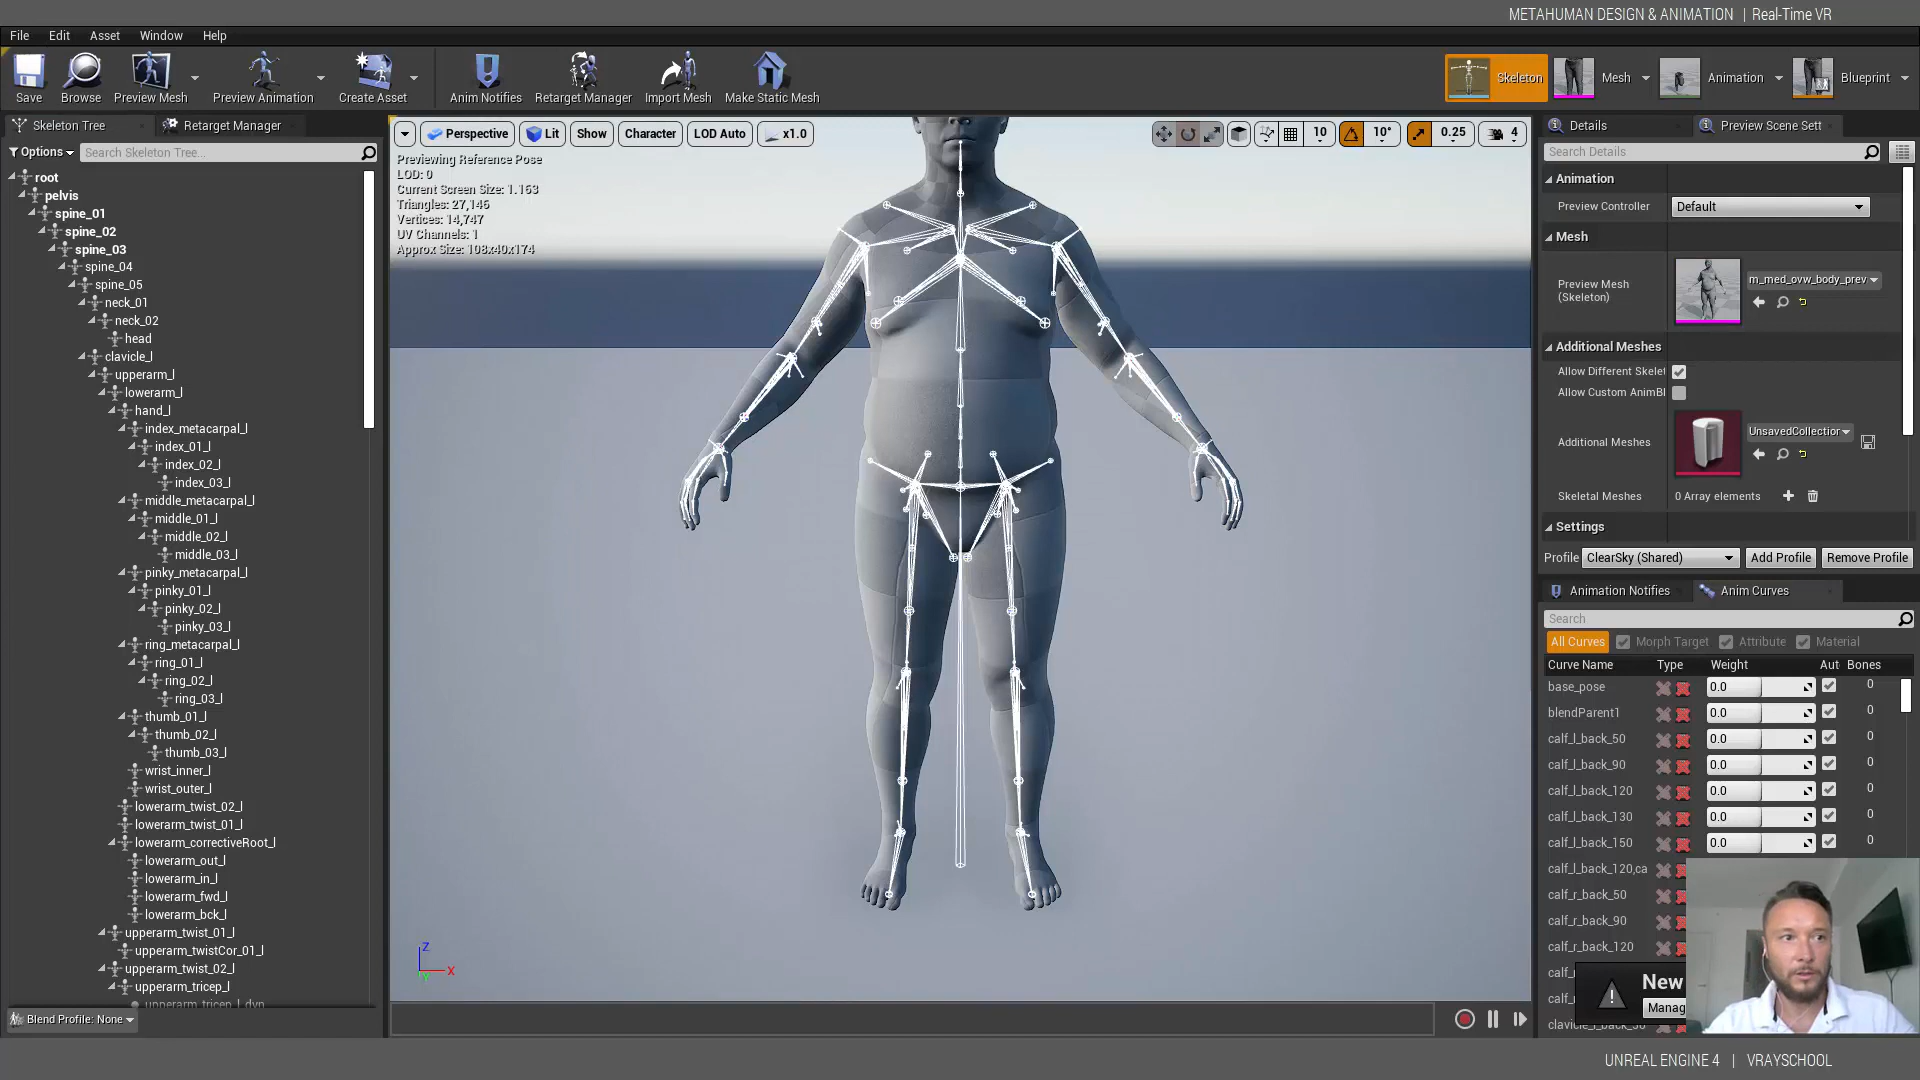 METAHUMAN DESIGN & ANIMATION | Real-Time VR
File Edit Asset Window Help
Save Browse Preview Mesh Preview Animation Create Asset Anim Notifies Retarget Manager Import Mesh Make Static Mesh
Skeleton Mesh Animation Blueprint
Skeleton Tree Retarget Manager
Options Search Skeleton Tree...
root
pelvis
spine_01
spine_02
spine_03
spine_04
spine_05
neck_01
neck_02
head
clavicle_l
upperarm_l
lowerarm_l
hand_l
index_metacarpal_l
index_01_l
index_02_l
index_03_l
middle_metacarpal_l
middle_01_l
middle_02_l
middle_03_l
pinky_metacarpal_l
pinky_01_l
pinky_02_l
pinky_03_l
ring_metacarpal_l
ring_01_l
ring_02_l
ring_03_l
thumb_01_l
thumb_02_l
thumb_03_l
wrist_inner_l
wrist_outer_l
lowerarm_twist_02_l
lowerarm_twist_01_l
lowerarm_correctiveRoot_l
lowerarm_out_l
lowerarm_in_l
lowerarm_fwd_l
lowerarm_bck_l
upperarm_twist_01_l
upperarm_twistCor_01_l
upperarm_twist_02_l
upperarm_tricep_l
upperarm_tricep_l_dyn
Blend Profile: None
Perspective Lit Show Character LOD Auto x1.0
10 10° 0.25 4
Previewing Reference Pose
LOD: 0
Current Screen Size: 1.163
Triangles: 27,146
Vertices: 14,747
UV Channels: 1
Approx Size: 108x40x174
Z
X
Y
Details Preview Scene Sett
Search Details
Animation
Preview Controller Default
Mesh
Preview Mesh
(Skeleton)
m_med_ovw_body_prev
Additional Meshes
Allow Different Skelet
Allow Custom AnimBl
Additional Meshes UnsavedCollection
Skeletal Meshes 0 Array elements
Settings
Profile ClearSky (Shared) Add Profile Remove Profile
Animation Notifies Anim Curves
Search
All Curves Morph Target Attribute Material
Curve Name Type Weight Aut Bones
base_pose 0.0 0
blendParent1 0.0 0
calf_l_back_50 0.0 0
calf_l_back_90 0.0 0
calf_l_back_120 0.0 0
calf_l_back_130 0.0 0
calf_l_back_150 0.0 0
calf_l_back_120,ca
calf_r_back_50
calf_r_back_90
calf_r_back_120
New
Manag
UNREAL ENGINE 4 | VRAYSCHOOL